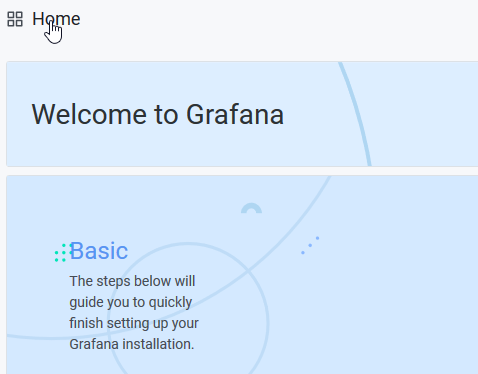 Home
Welcome to Grafana
Basic
The steps below will
guide you to quickly
finish setting up your
Grafana installation.